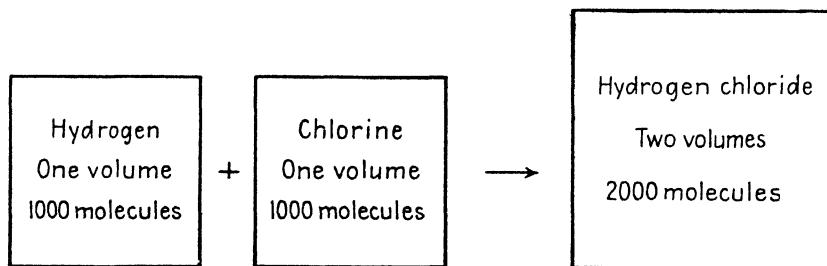 Hydrogen
One volume
1000 molecules
+
Chlorine
One volume
1000 molecules
→
Hydrogen chloride
Two volumes
2000 molecules